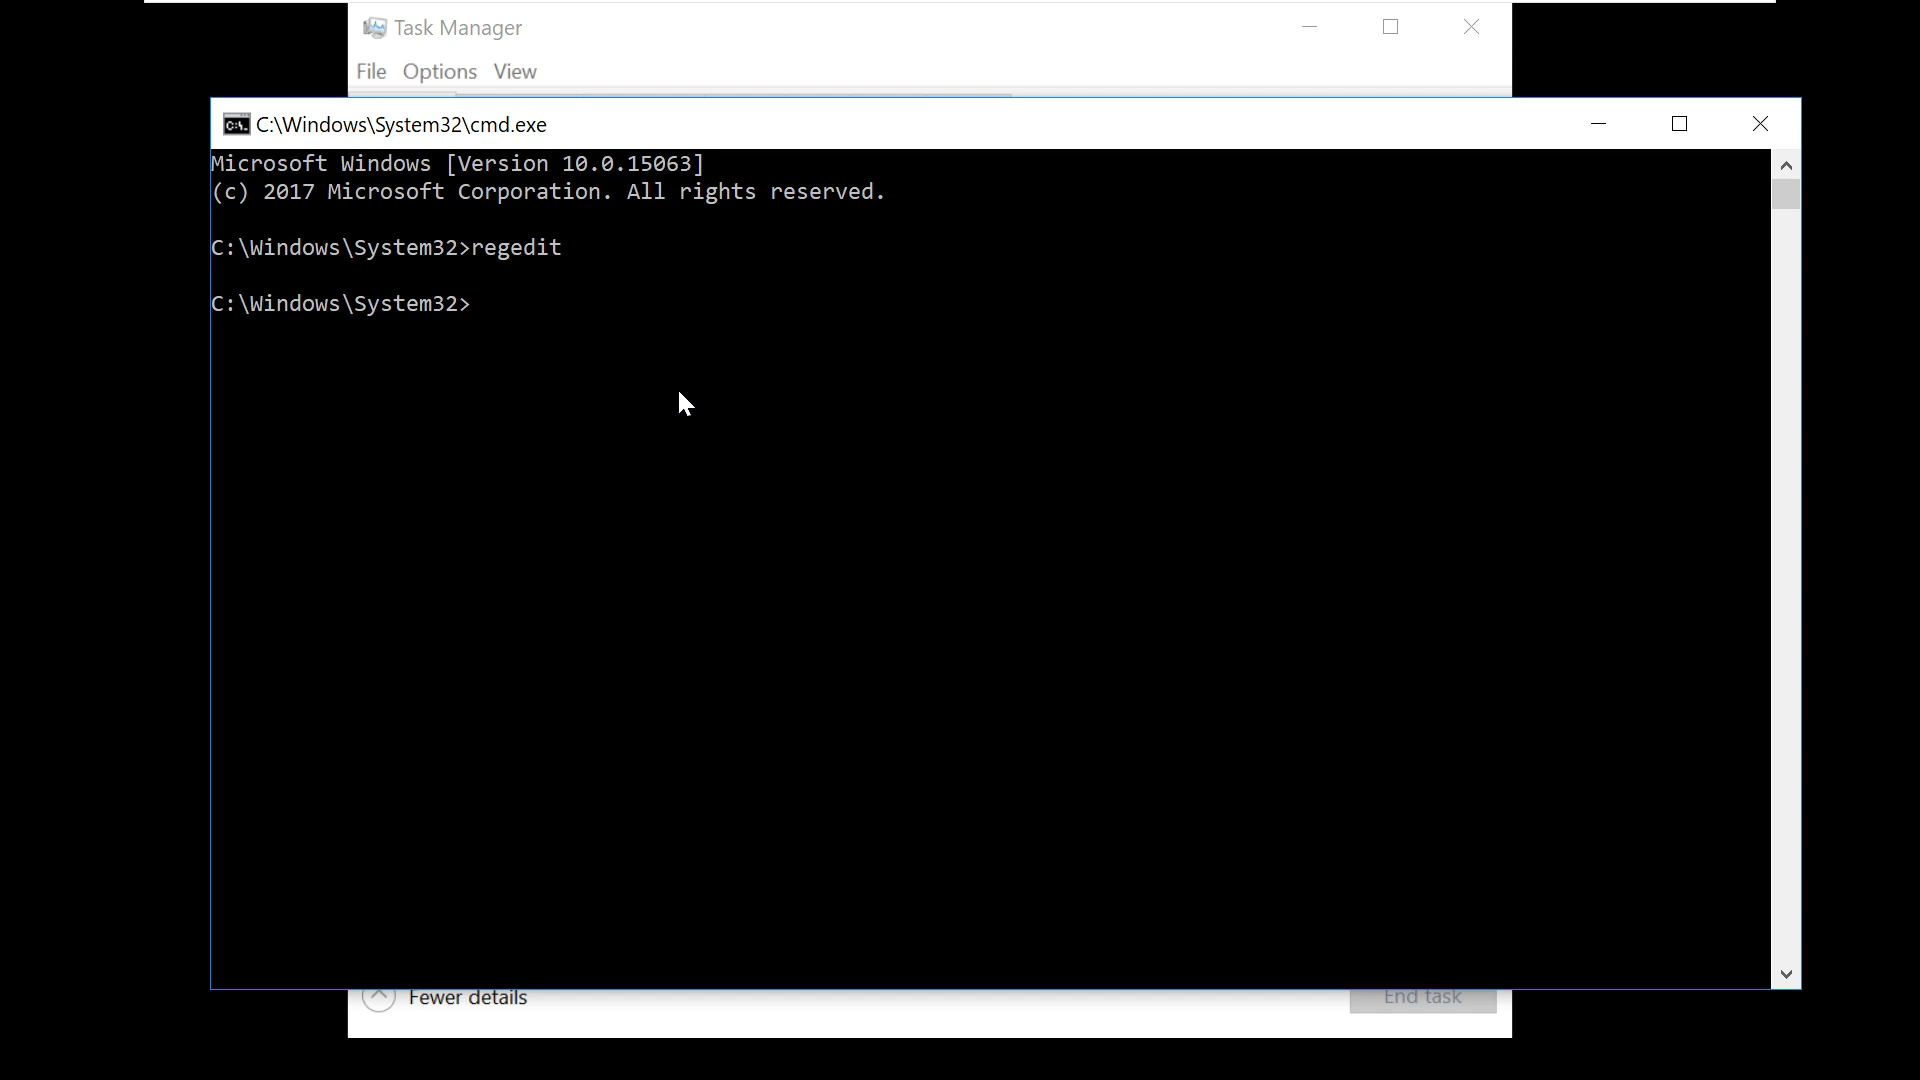 Task Manager
File Options View
C:\Windows\System32\cmd.exe
Microsoft Windows [Version 10.0.15063]
(c) 2017 Microsoft Corporation. All rights reserved.
C:\Windows\System32>regedit
C:\Windows\System32>
Fewer details
End task